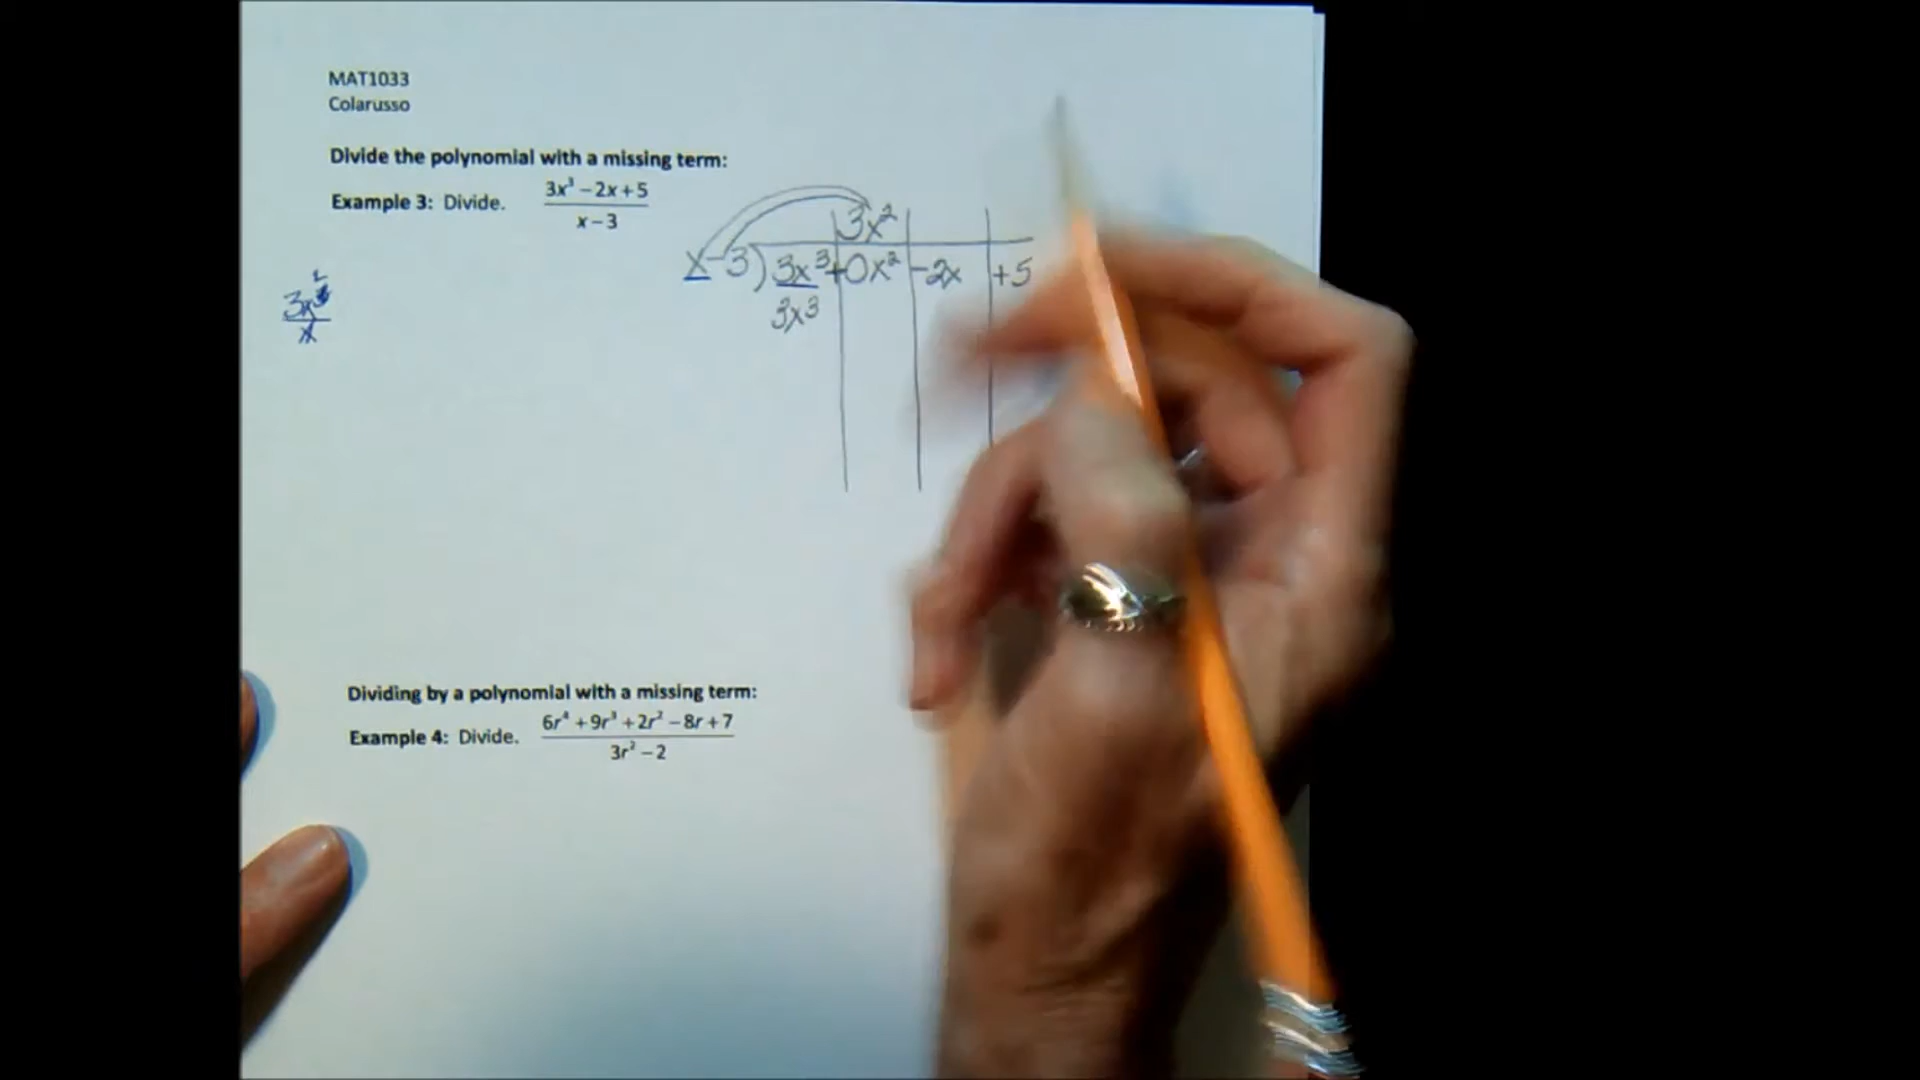 MAT1033
Colarusso
Divide the polynomial with a missing term:
Example 3: Divide. (3x³ – 2x + 5)/(x – 3)
3x²
x-3)3x³+0x² -2x +5
3x³
3x³²/x
Dividing by a polynomial with a missing term:
Example 4: Divide. (6r⁴ + 9r³ + 2r² – 8r + 7)/(3r² – 2)